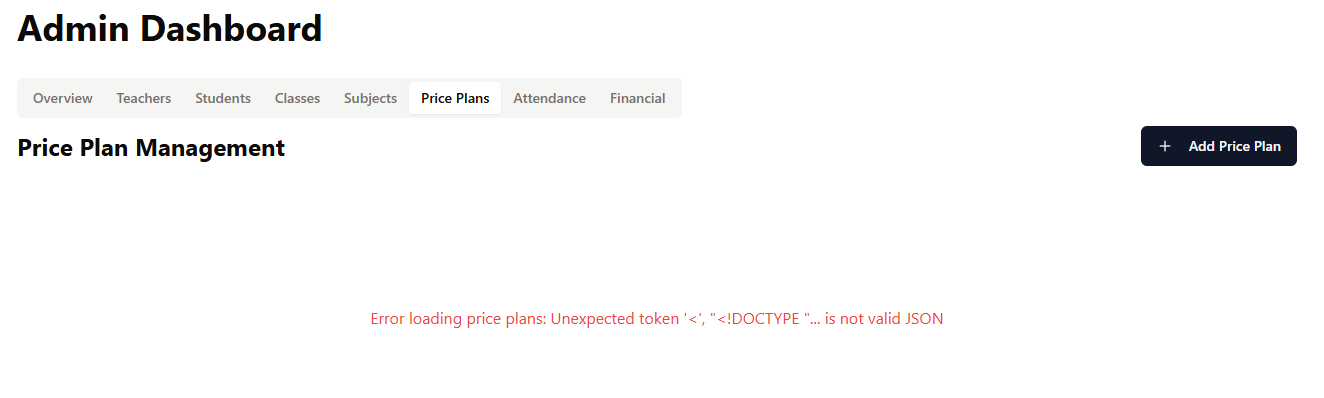 Admin Dashboard
Overview Teachers Students Classes Subjects Price Plans Attendance Financial
Price Plan Management
+ Add Price Plan
Error loading price plans: Unexpected token '<', "<!DOCTYPE "... is not valid JSON